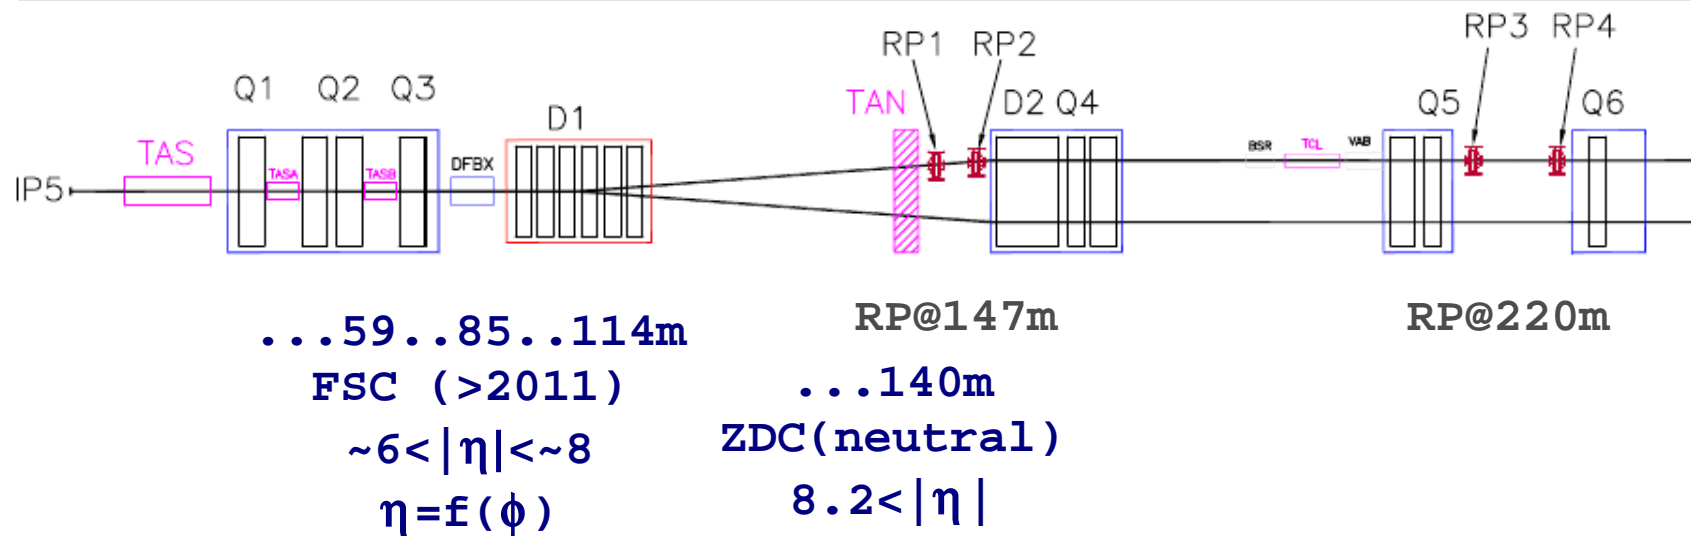 RP3 RP4
RP1 RP2
Q1 Q2 Q3
TAN D2 Q4 Q5 Q6
D1
TAS
BSR TCL VAB
DFBX
TASA TASB
IP5
RP@147m RP@220m
...59..85..114m
FSC (>2011) ...140m
~6<|η|<~8 ZDC(neutral)
η=f(ϕ) 8.2<|η|